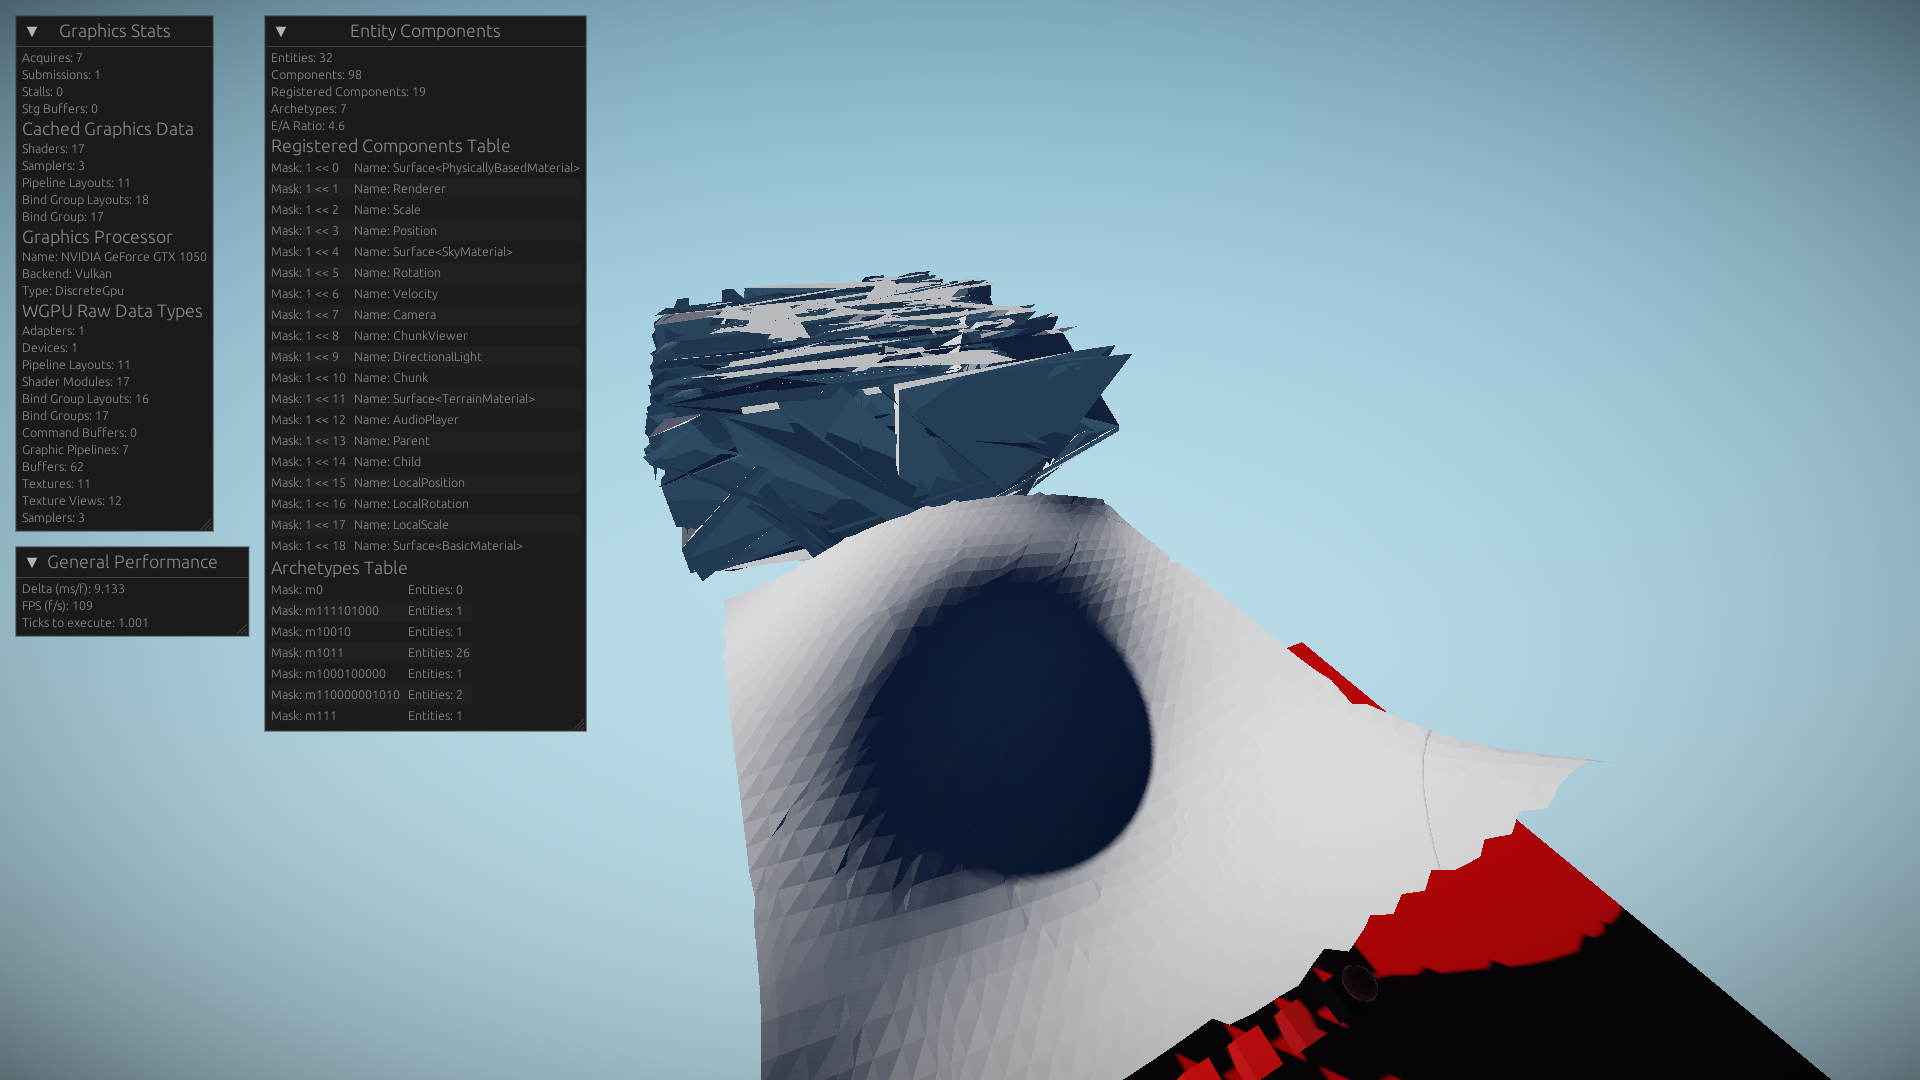 Graphics Stats
Acquires: 7
Submissions: 1
Stalls: 0
Stg Buffers: 0
Cached Graphics Data
Shaders: 17
Samplers: 3
Pipeline Layouts: 11
Bind Group Layouts: 18
Bind Group: 17
Graphics Processor
Name: NVIDIA GeForce GTX 1050
Backend: Vulkan
Type: DiscreteGpu
WGPU Raw Data Types
Adapters: 1
Devices: 1
Pipeline Layouts: 11
Shader Modules: 17
Bind Group Layouts: 16
Bind Groups: 17
Command Buffers: 0
Graphic Pipelines: 7
Buffers: 62
Textures: 11
Texture Views: 12
Samplers: 3
General Performance
Delta (ms/f): 9.133
FPS (f/s): 109
Ticks to execute: 1.001
Entity Components
Entities: 32
Components: 98
Registered Components: 19
Archetypes: 7
E/A Ratio: 4.6
Registered Components Table
Mask: 1 << 0 Name: Surface<PhysicallyBasedMaterial>
Mask: 1 << 1 Name: Renderer
Mask: 1 << 2 Name: Scale
Mask: 1 << 3 Name: Position
Mask: 1 << 4 Name: Surface<SkyMaterial>
Mask: 1 << 5 Name: Rotation
Mask: 1 << 6 Name: Velocity
Mask: 1 << 7 Name: Camera
Mask: 1 << 8 Name: ChunkViewer
Mask: 1 << 9 Name: DirectionalLight
Mask: 1 << 10 Name: Chunk
Mask: 1 << 11 Name: Surface<TerrainMaterial>
Mask: 1 << 12 Name: AudioPlayer
Mask: 1 << 13 Name: Parent
Mask: 1 << 14 Name: Child
Mask: 1 << 15 Name: LocalPosition
Mask: 1 << 16 Name: LocalRotation
Mask: 1 << 17 Name: LocalScale
Mask: 1 << 18 Name: Surface<BasicMaterial>
Archetypes Table
Mask: m0 Entities: 0
Mask: m111101000 Entities: 1
Mask: m10010 Entities: 1
Mask: m1011 Entities: 26
Mask: m1000100000 Entities: 1
Mask: m110000001010 Entities: 2
Mask: m111 Entities: 1